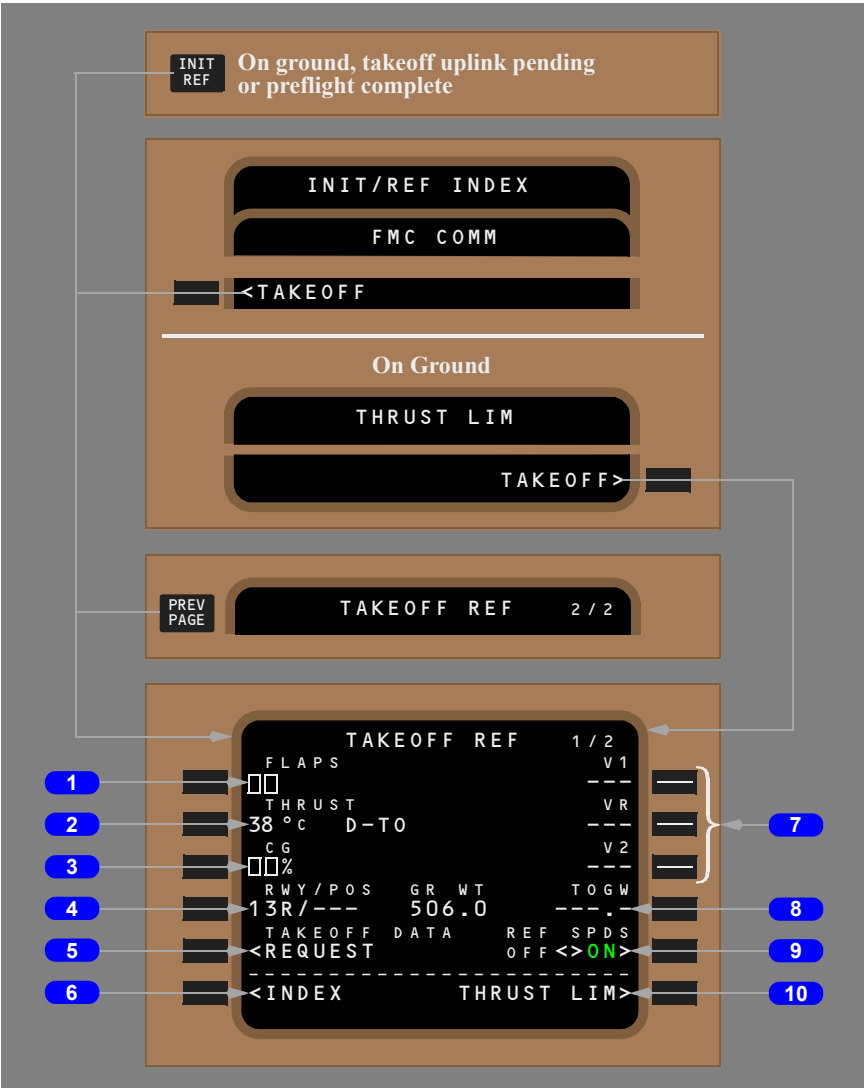 INIT
REF
On ground, takeoff uplink pending
or preflight complete
INIT/REF INDEX
FMC COMM
<TAKEOFF
On Ground
THRUST LIM
TAKEOFF>
PREV
PAGE
TAKEOFF REF 2/2
TAKEOFF REF 1/2
FLAPS V1
1 ---
THRUST VR
2 38°C D-TO --- 7
CG V2
3 % ---
RWY/POS GR WT TOGW
4 13R/--- 506.0 ---.- 8
TAKEOFF DATA REF SPDS
5 <REQUEST OFF<>ON> 9
6 <INDEX THRUST LIM> 10